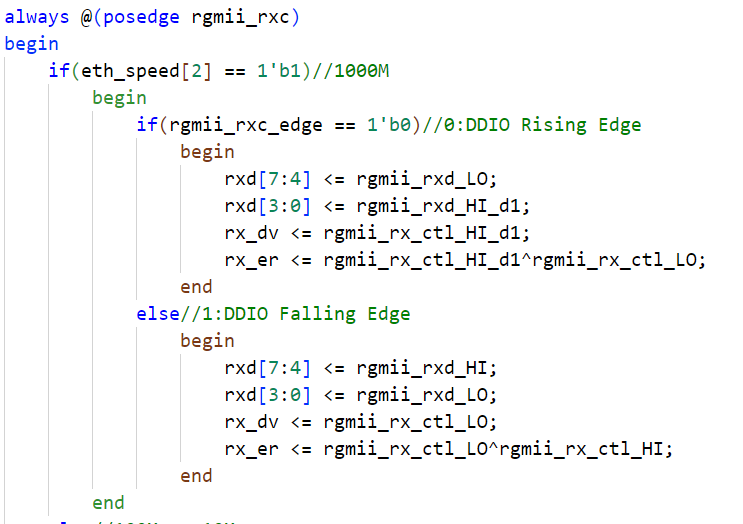 always @(posedge rgmii_rxc)
begin
if(eth_speed[2] == 1'b1)//1000M
begin
if(rgmii_rxc_edge == 1'b0)//0:DDIO Rising Edge
begin
rxd[7:4] <= rgmii_rxd_LO;
rxd[3:0] <= rgmii_rxd_HI_d1;
rx_dv <= rgmii_rx_ctl_HI_d1;
rx_er <= rgmii_rx_ctl_HI_d1^rgmii_rx_ctl_LO;
end
else//1:DDIO Falling Edge
begin
rxd[7:4] <= rgmii_rxd_HI;
rxd[3:0] <= rgmii_rxd_LO;
rx_dv <= rgmii_rx_ctl_LO;
rx_er <= rgmii_rx_ctl_LO^rgmii_rx_ctl_HI;
end
end